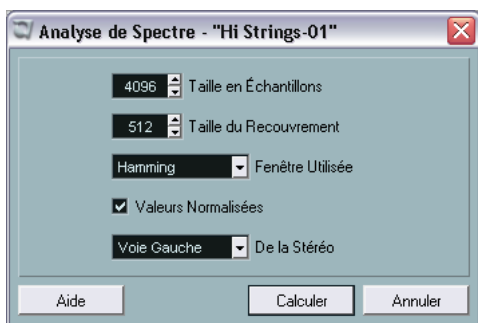 Analyse de Spectre - "Hi Strings-01"
4096 Taille en Échantillons
512 Taille du Recouvrement
Hamming Fenêtre Utilisée
Valeurs Normalisées
Voie Gauche De la Stéréo
Aide Calculer Annuler